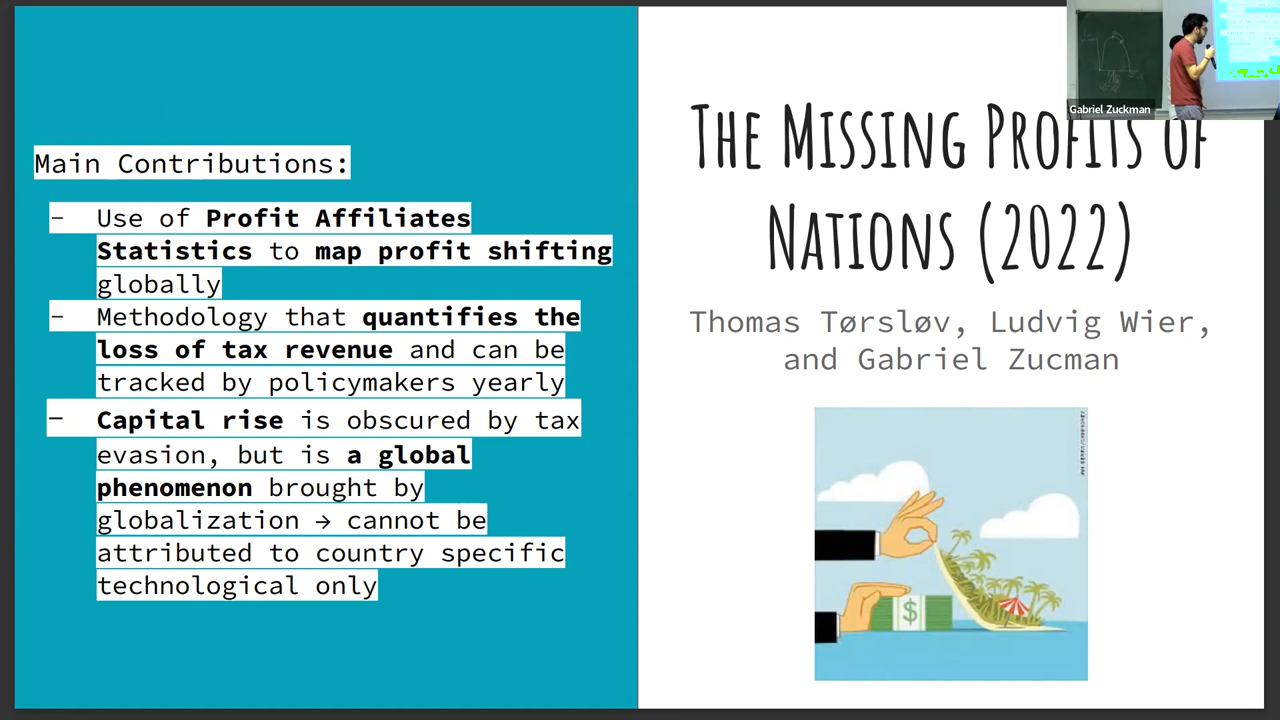 Main Contributions:
- Use of Profit Affiliates
Statistics to map profit shifting
globally
- Methodology that quantifies the
loss of tax revenue and can be
tracked by policymakers yearly
- Capital rise is obscured by tax
evasion, but is a global
phenomenon brought by
globalization → cannot be
attributed to country specific
technological only
Gabriel Zuckman
The Missing Profits of
Nations (2022)
Thomas Tørsløv, Ludvig Wier,
and Gabriel Zucman
$